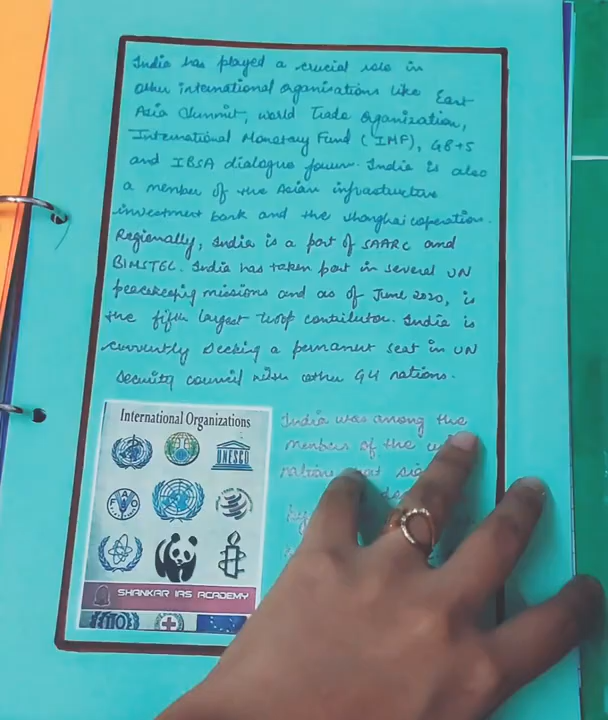 India has played a crucial role in
other international organisations like East
Asia Summit, World Trade Organization,
International Monetary Fund (IMF), G8+5
and IBSA dialogue forum. India is also
a member of the Asian infrastructure
investment bank and the shanghai coperation.
Regionally, India is a part of SAARC and
BIMSTEC. India has taken part in several UN
peacekeeping missions and as of June 2020, is
the fifth largest troop contributor. India is
currently seeking a permanent seat in UN
security council with other G4 nations.
International Organizations
UNESCO
FAO
SHANKAR IAS ACADEMY
India was among the
members of the
nations that